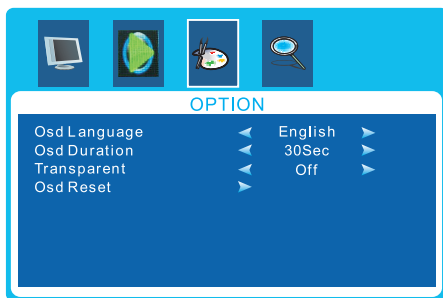 OPTION
Osd Language English
Osd Duration 30Sec
Transparent Off
Osd Reset